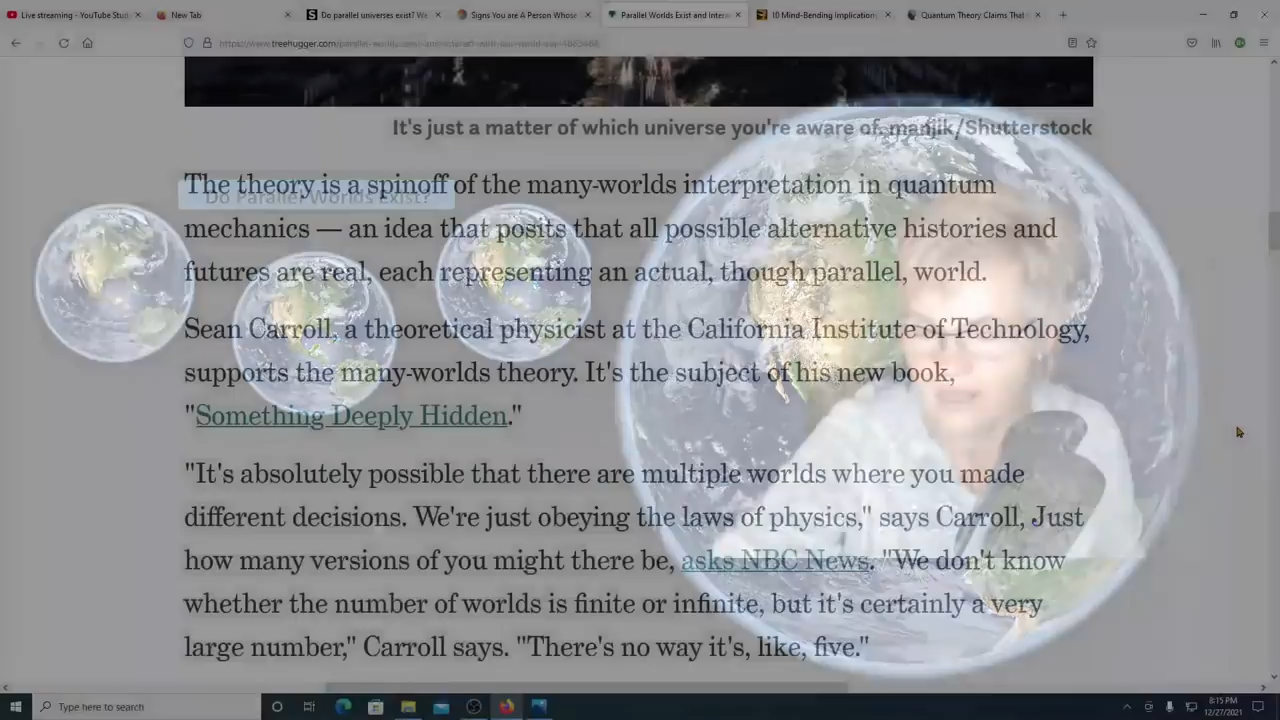 Live streaming - YouTube Stud
New Tab
Do parallel universes exist? We
Signs You are A Person Whose
Parallel Worlds Exist and Intera
10 Mind-Bending Implication
Quantum Theory Claims That
It's just a matter of which universe you're aware of. manjik/Shutterstock
Do Parallel Worlds Exist?
The theory is a spinoff of the many-worlds interpretation in quantum
mechanics — an idea that posits that all possible alternative histories and
futures are real, each representing an actual, though parallel, world.
Sean Carroll, a theoretical physicist at the California Institute of Technology,
supports the many-worlds theory. It's the subject of his new book,
"Something Deeply Hidden."
"It's absolutely possible that there are multiple worlds where you made
different decisions. We're just obeying the laws of physics," says Carroll, Just
how many versions of you might there be, asks NBC News. "We don't know
whether the number of worlds is finite or infinite, but it's certainly a very
large number," Carroll says. "There's no way it's, like, five."
Type here to search
8:15 PM
12/27/2021